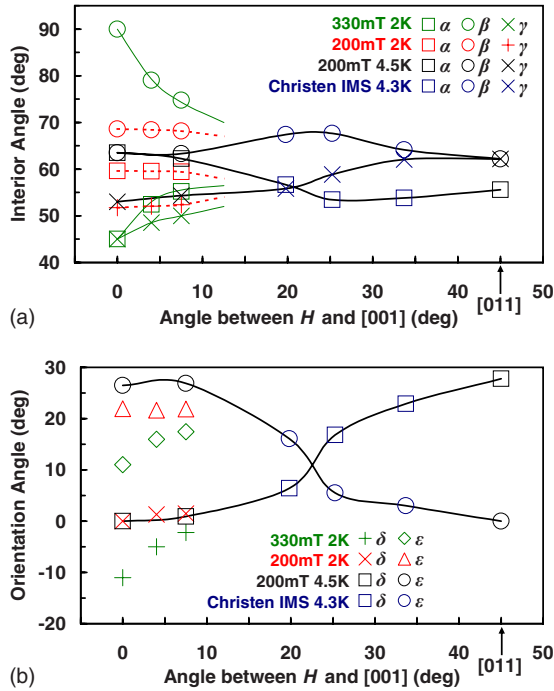 330mT 2K □ α ○ β × γ
200mT 2K □ α ○ β + γ
200mT 4.5K □ α ○ β × γ
Christen IMS 4.3K □ α ○ β × γ
Interior Angle (deg)
100
90
80
70
60
50
40
0 10 20 30 40 50
[011]
Angle between H and [001] (deg)
(a)
Orientation Angle (deg)
30
20
10
0
-10
-20
330mT 2K + δ ◇ ε
200mT 2K × δ △ ε
200mT 4.5K □ δ ○ ε
Christen IMS 4.3K □ δ ○ ε
0 10 20 30 40 50
[011]
Angle between H and [001] (deg)
(b)